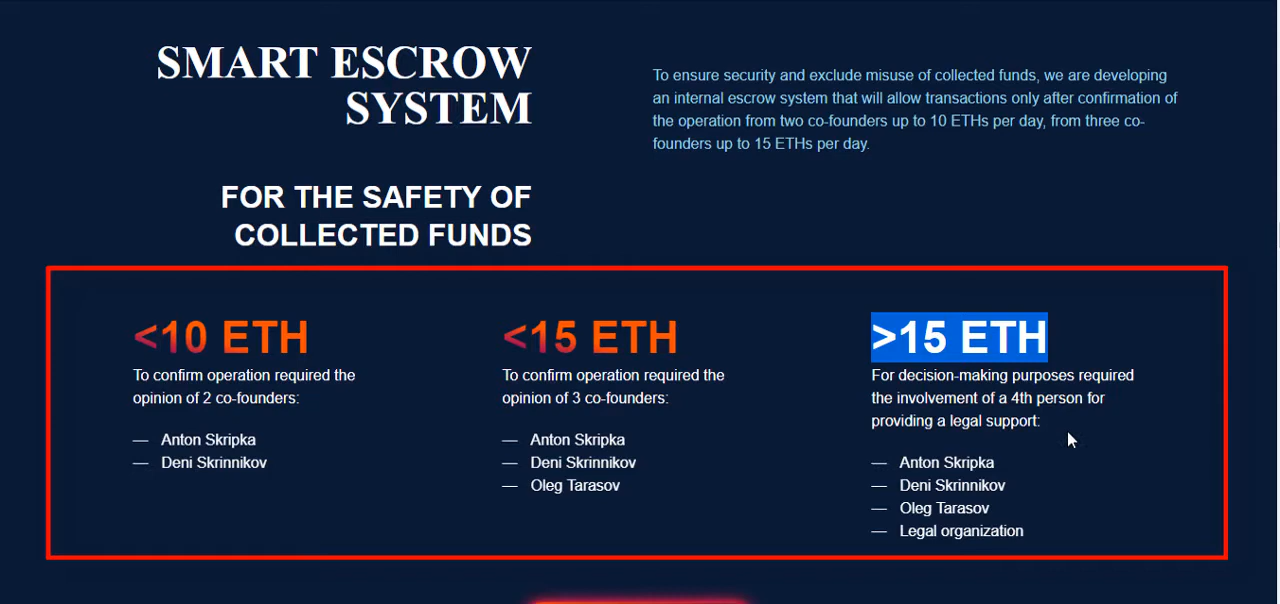 SMART ESCROW
SYSTEM
To ensure security and exclude misuse of collected funds, we are developing
an internal escrow system that will allow transactions only after confirmation of
the operation from two co-founders up to 10 ETHs per day, from three co-
founders up to 15 ETHs per day.
FOR THE SAFETY OF
COLLECTED FUNDS
<10 ETH
To confirm operation required the
opinion of 2 co-founders:
— Anton Skripka
— Deni Skrinnikov
<15 ETH
To confirm operation required the
opinion of 3 co-founders:
— Anton Skripka
— Deni Skrinnikov
— Oleg Tarasov
>15 ETH
For decision-making purposes required
the involvement of a 4th person for
providing a legal support:
— Anton Skripka
— Deni Skrinnikov
— Oleg Tarasov
— Legal organization